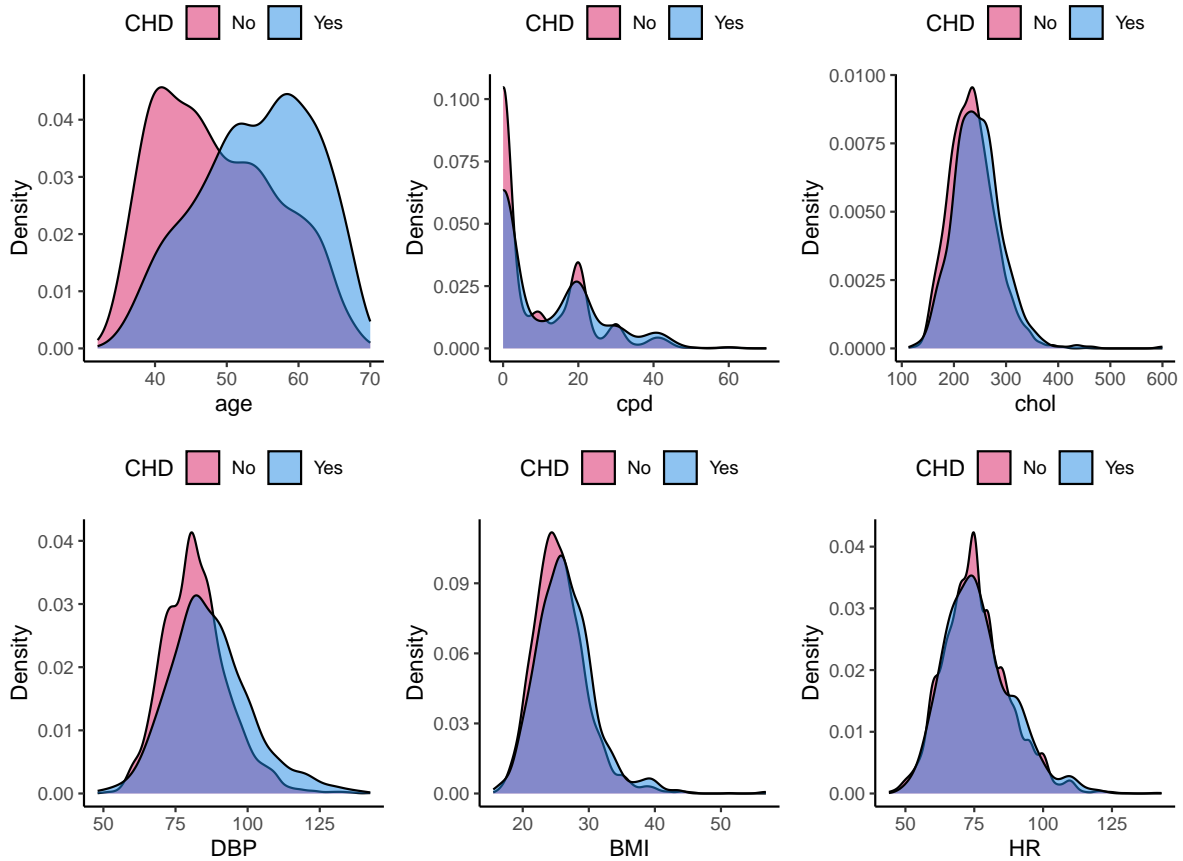 CHD No Yes
CHD No Yes
CHD No Yes
Density
0.04
0.03
0.02
0.01
0.00
40 50 60 70
age
Density
0.100
0.075
0.050
0.025
0.000
0 20 40 60
cpd
Density
0.0100
0.0075
0.0050
0.0025
0.0000
100 200 300 400 500 600
chol
CHD No Yes
CHD No Yes
CHD No Yes
Density
0.04
0.03
0.02
0.01
0.00
50 75 100 125
DBP
Density
0.09
0.06
0.03
0.00
20 30 40 50
BMI
Density
0.04
0.03
0.02
0.01
0.00
50 75 100 125
HR